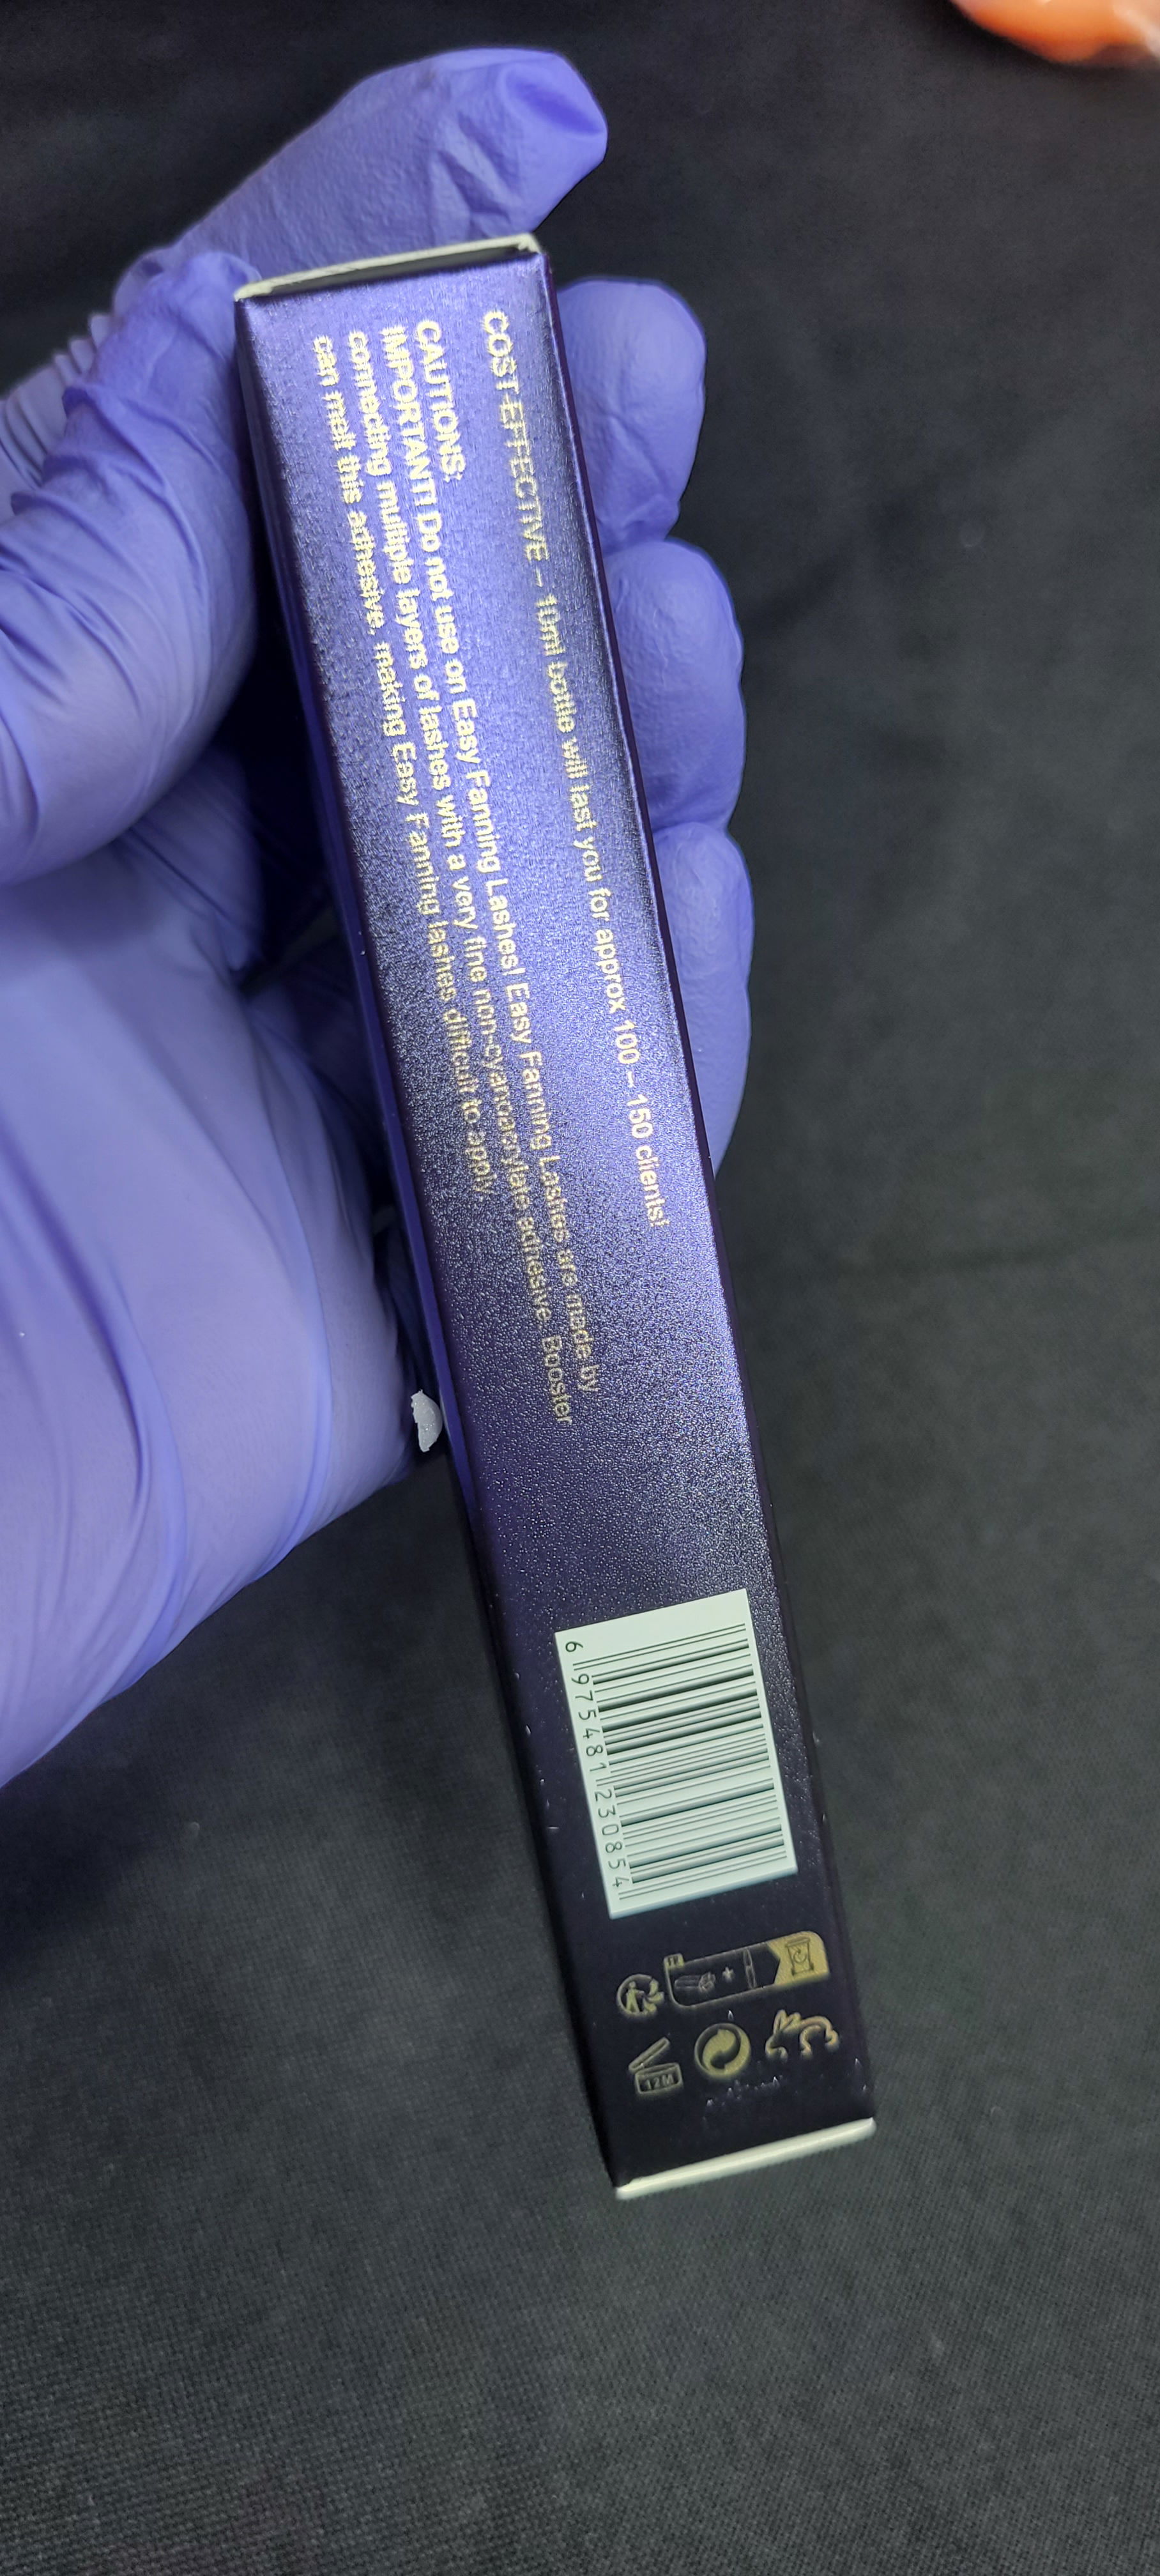 COST-EFFECTIVE – 10ml bottle will last you for approx 100 – 150 clients!
CAUTIONS:
IMPORTANT! Do not use on Easy Fanning Lashes! Easy Fanning Lashes are made by
connecting multiple layers of lashes with a very fine non-cyanoacrylate adhesive. Booster
can melt this adhesive, making Easy Fanning lashes difficult to apply
6 975481 230854
12M